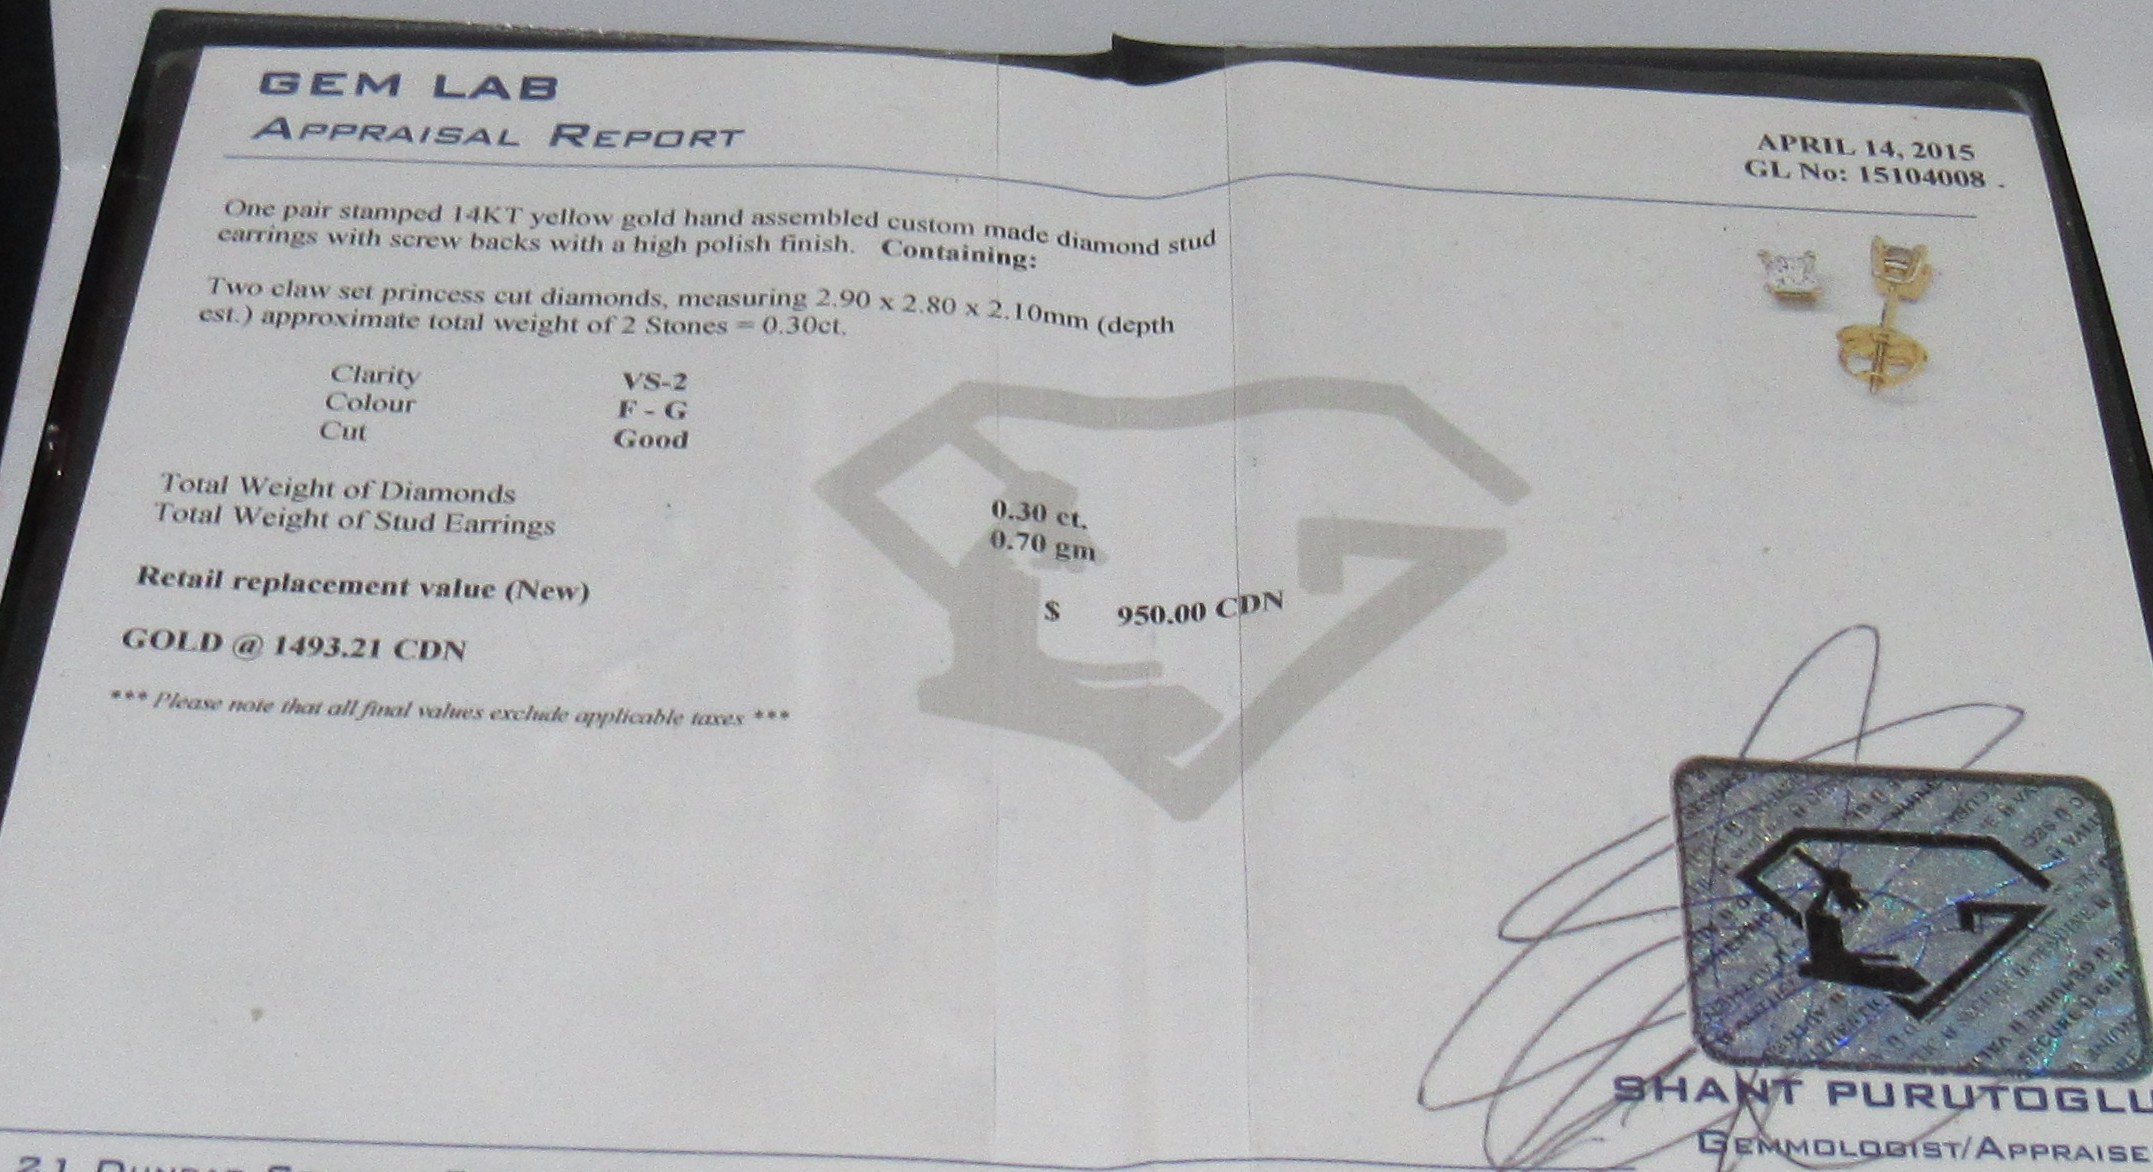 GEM LAB
APPRAISAL REPORT
APRIL 14, 2015
GL No: 15104008
One pair stamped 14KT yellow gold hand assembled custom made diamond stud
earrings with screw backs with a high polish finish. Containing:
Two claw set princess cut diamonds, measuring 2.90 x 2.80 x 2.10mm (depth
est.) approximate total weight of 2 Stones = 0.30ct.
Clarity VS-2
Colour F - G
Cut Good
Total Weight of Diamonds 0.30 ct.
Total Weight of Stud Earrings 0.70 gm
Retail replacement value (New) $ 950.00 CDN
GOLD @ 1493.21 CDN
*** Please note that all final values exclude applicable taxes ***
SHANT PURUTOGLU
GEMMOLOGIST/APPRAISE
21